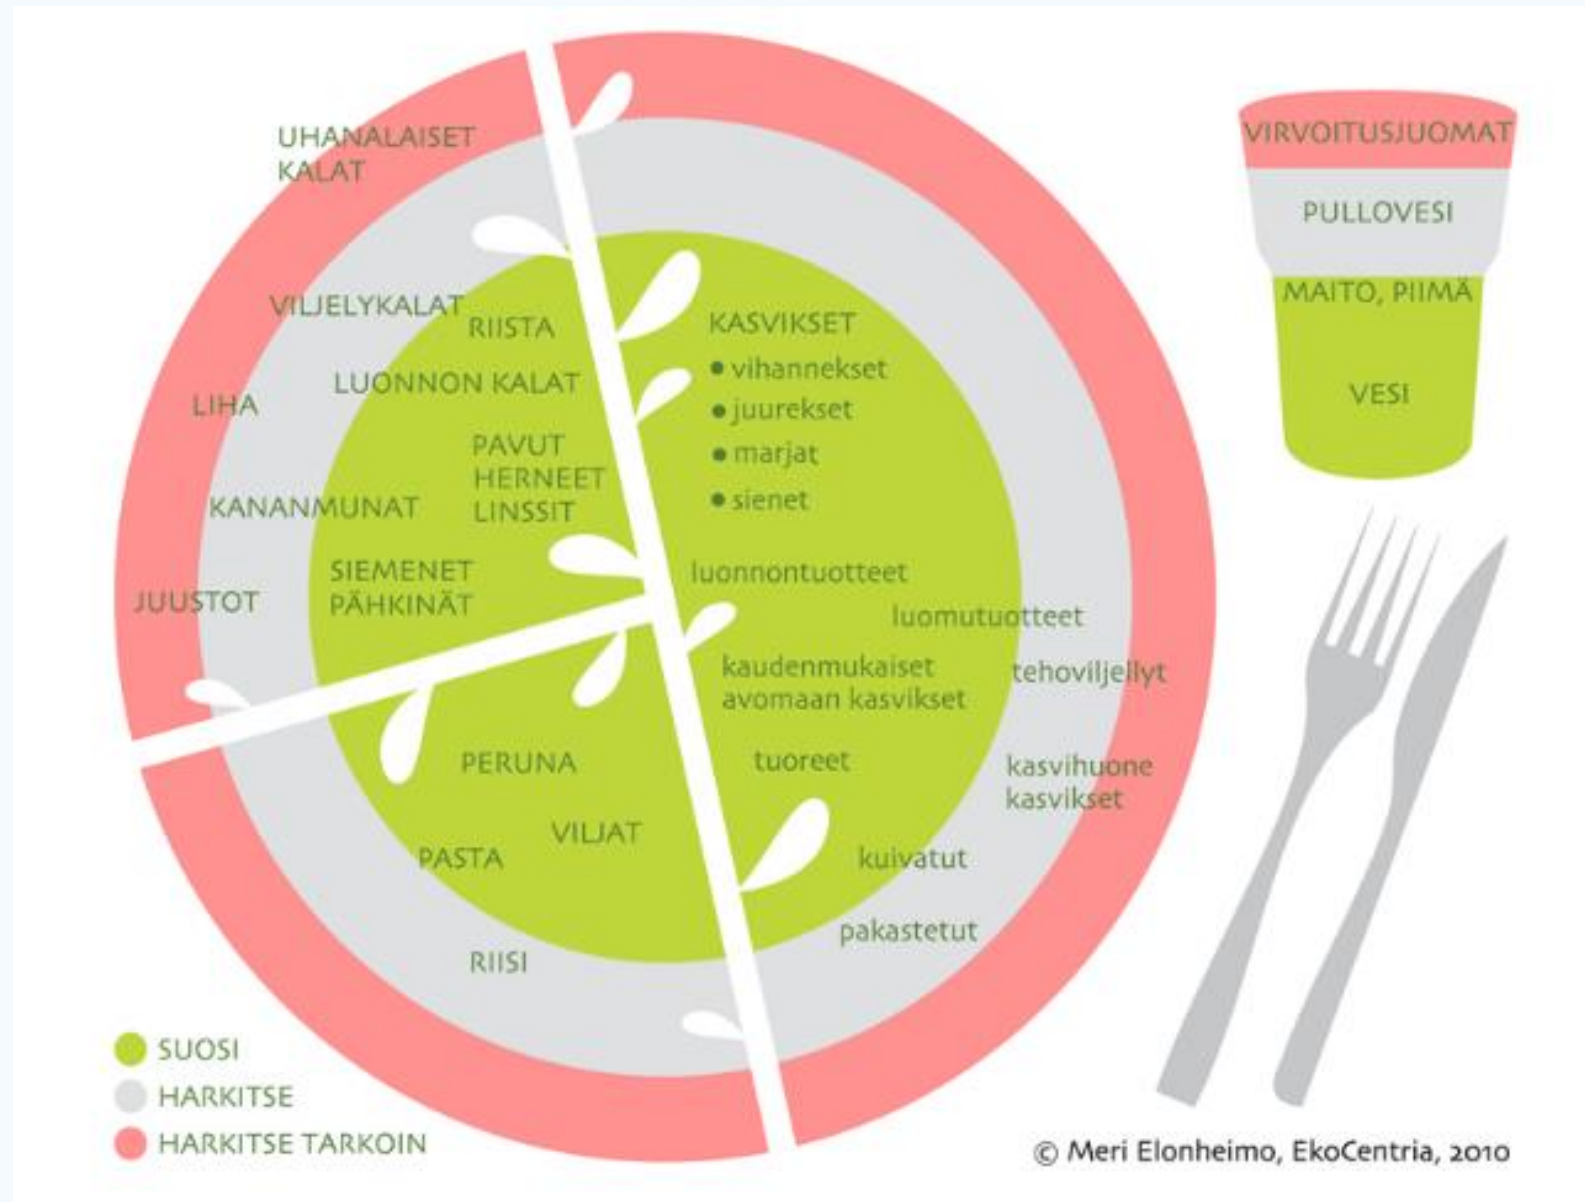 UHANALAISET
KALAT
VILJELYKALAT
RIISTA
LUONNON KALAT
LIHA
PAVUT
HERNEET
LINSSIT
KANANMUNAT
SIEMENET
PÄHKINÄT
JUUSTOT
KASVIKSET
• vihannekset
• juurekset
• marjat
• sienet
luonnontuotteet
luomutuotteet
kaudenmukaiset
avomaan kasvikset
tehoviljellyt
tuoreet
kasvihuone
kasvikset
kuivatut
pakastetut
PERUNA
VILJAT
PASTA
RIISI
VIRVOITUSJUOMAT
PULLOVESI
MAITO, PIIMÄ
VESI
SUOSI
HARKITSE
HARKITSE TARKOIN
© Meri Elonheimo, EkoCentria, 2010